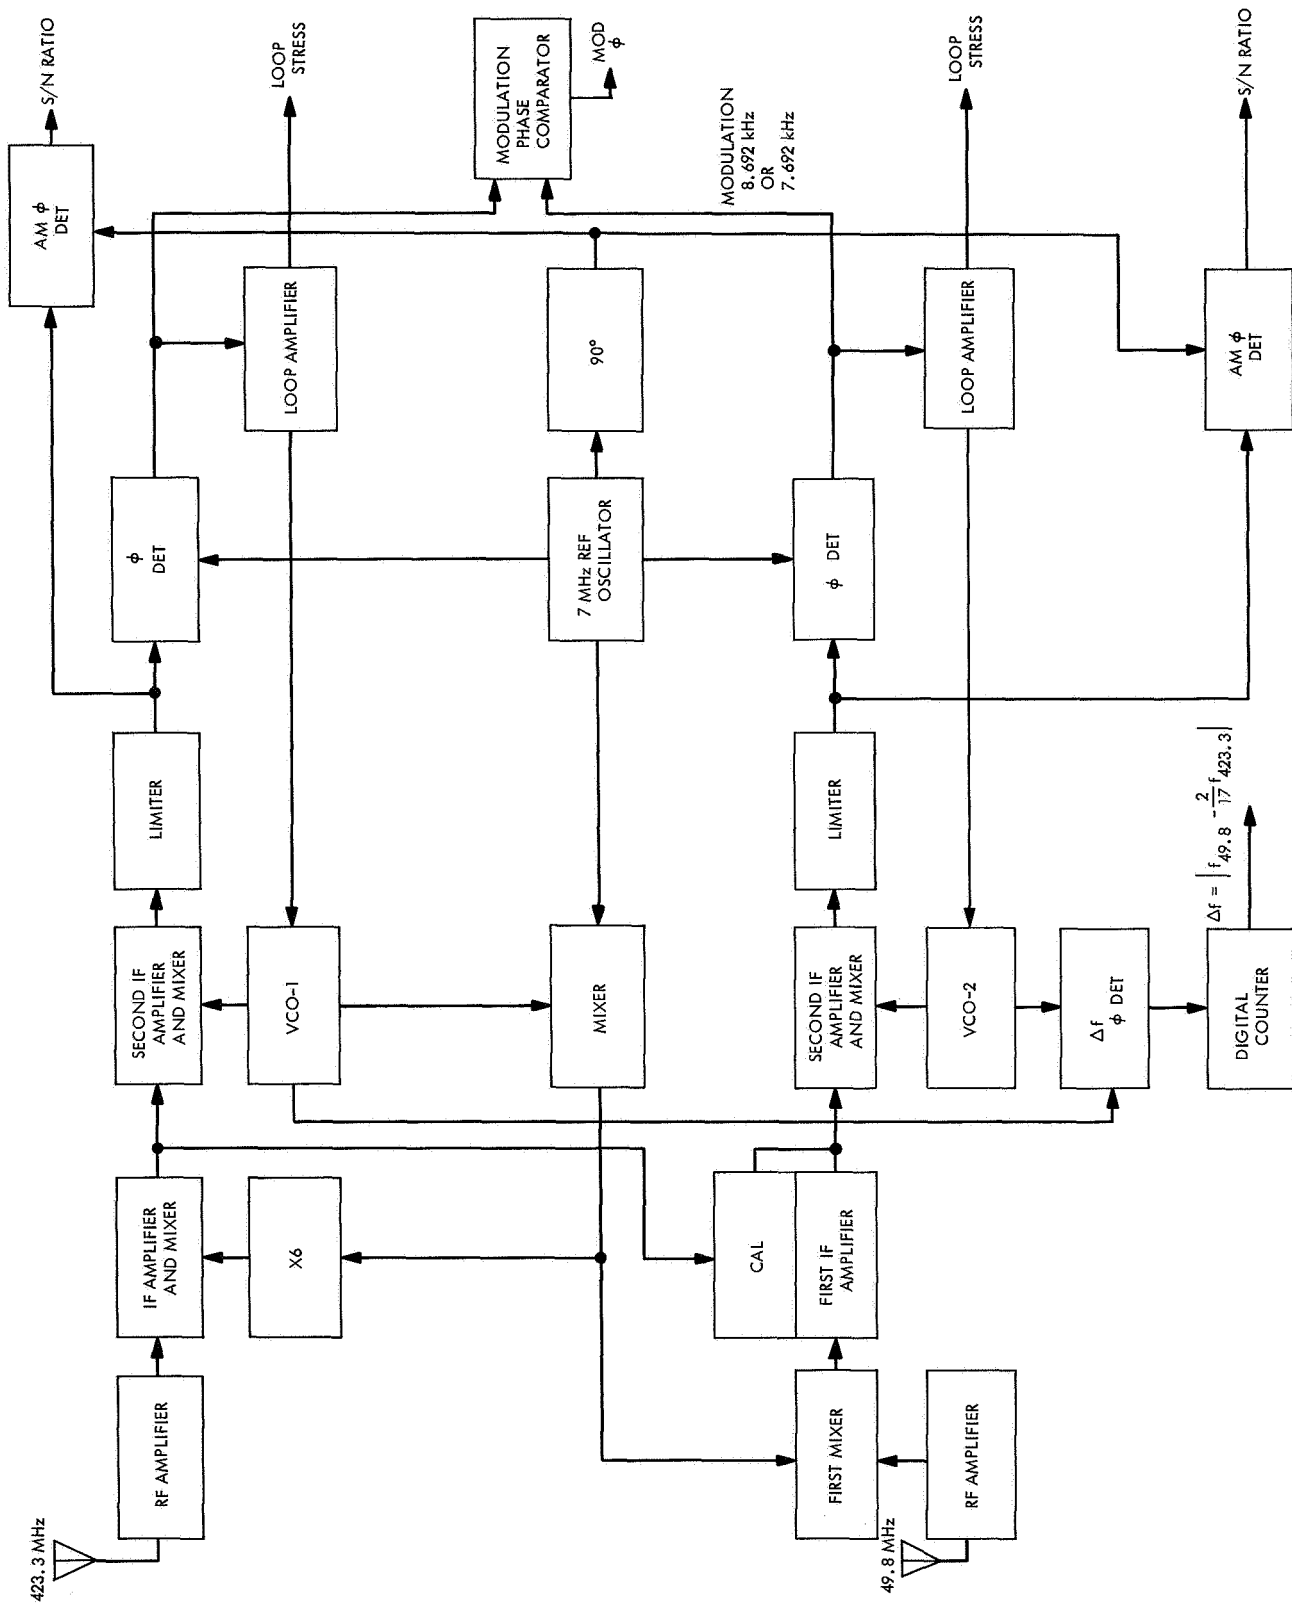 423.3 MHz
RF AMPLIFIER
IF AMPLIFIER
AND MIXER
SECOND IF
AMPLIFIER
AND MIXER
LIMITER
ϕ
DET
AM ϕ
DET
S/N RATIO
X6
VCO-1
LOOP AMPLIFIER
LOOP
STRESS
MIXER
7 MHz REF
OSCILLATOR
90°
MODULATION
PHASE
COMPARATOR
MOD
ϕ
MODULATION
8.692 kHz
OR
7.692 kHz
CAL
FIRST MIXER
FIRST IF
AMPLIFIER
SECOND IF
AMPLIFIER
AND MIXER
LIMITER
ϕ DET
49.8 MHz
RF AMPLIFIER
VCO-2
LOOP AMPLIFIER
LOOP
STRESS
Δf
ϕ DET
DIGITAL
COUNTER
Δf = |f49.8 - 2/17 f423.3|
AM ϕ
DET
S/N RATIO